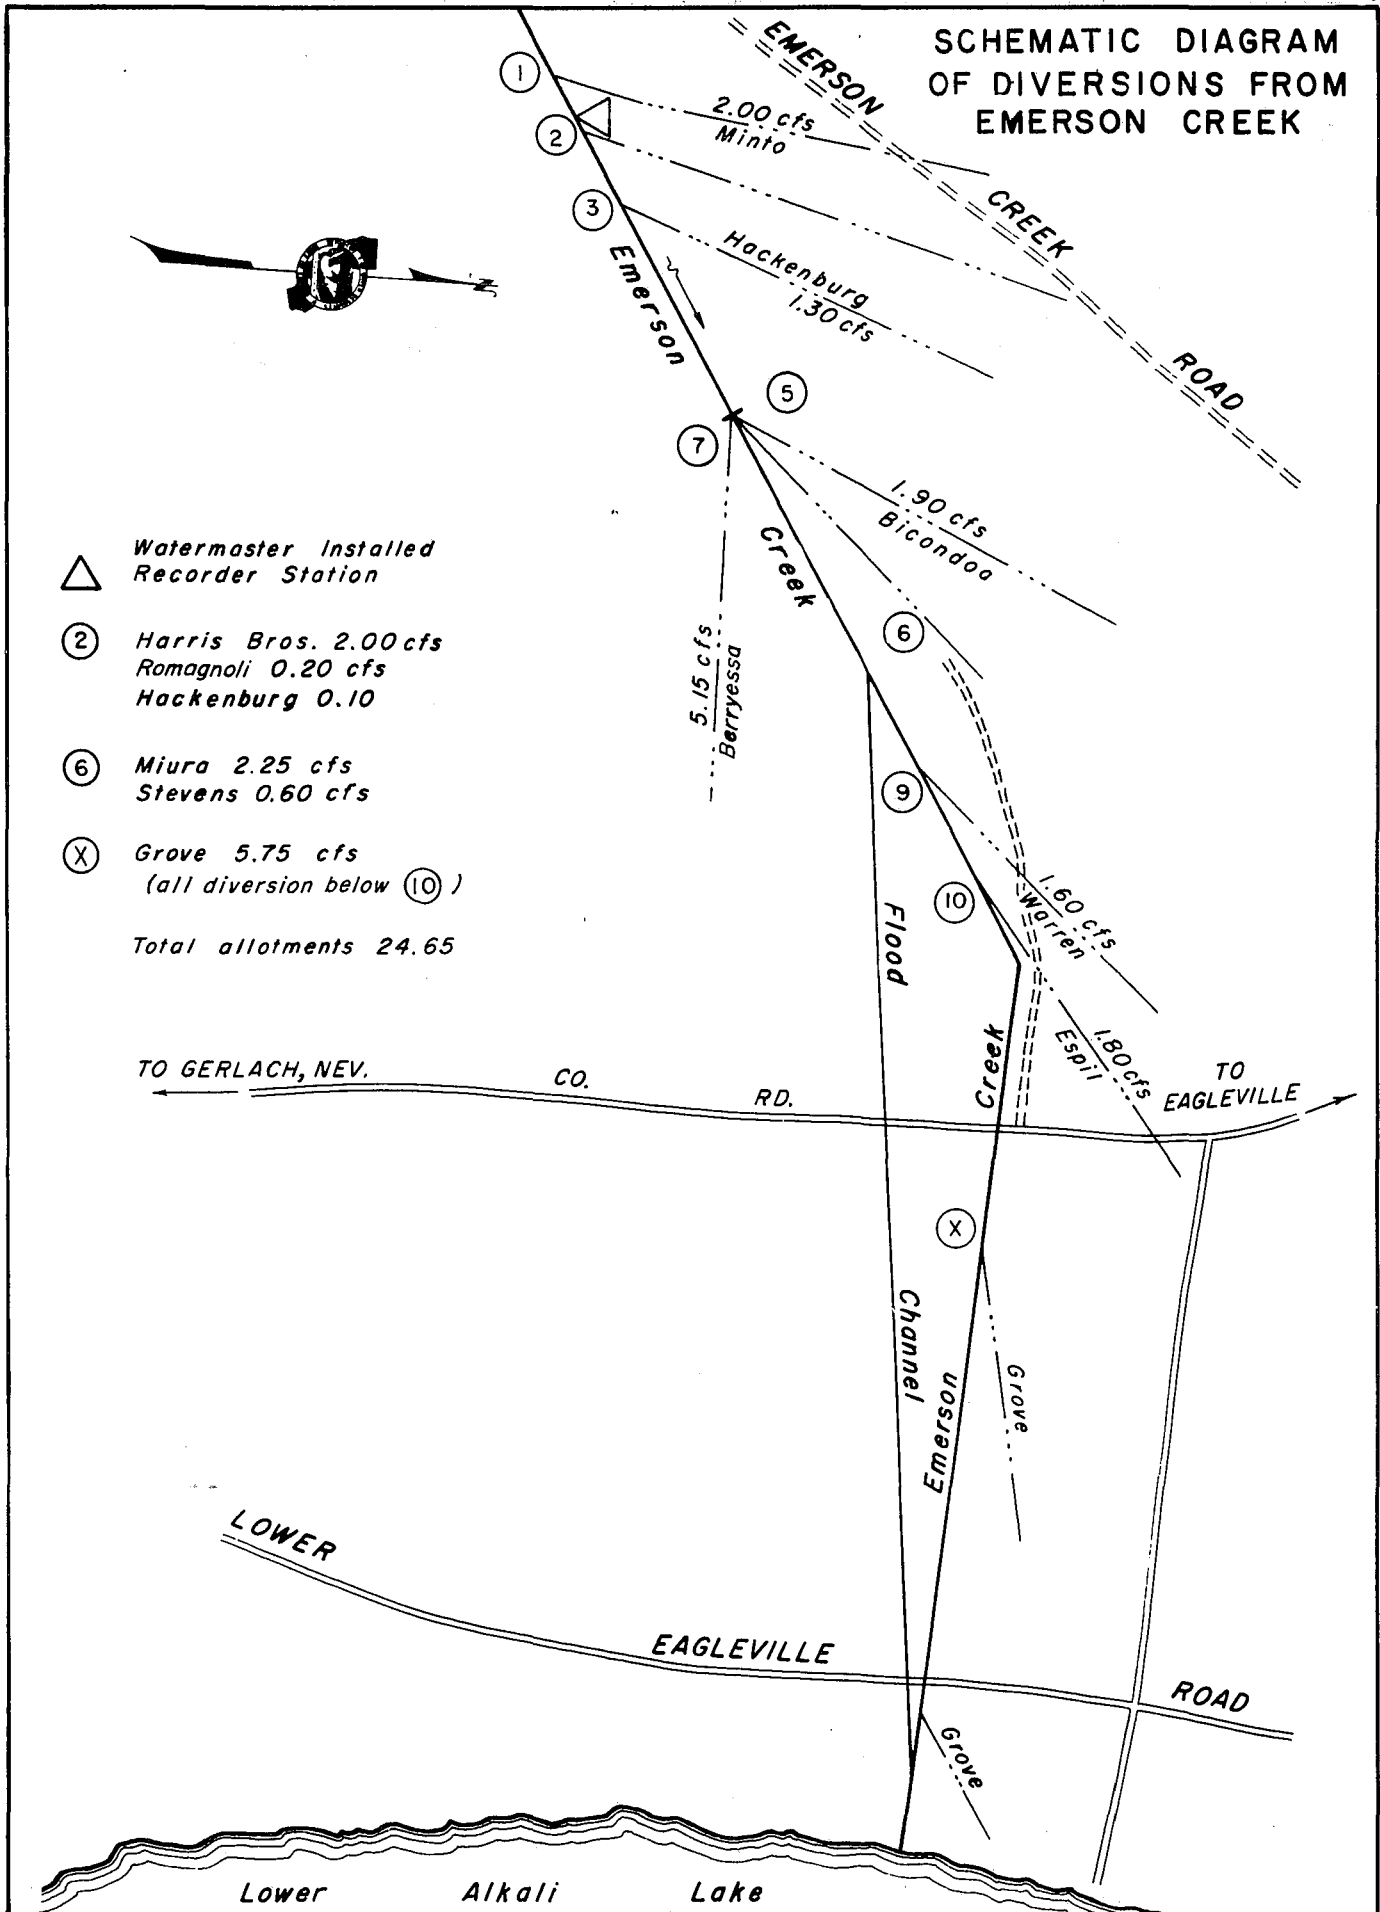 SCHEMATIC DIAGRAM
OF DIVERSIONS FROM
EMERSON CREEK
EMERSON
CREEK
ROAD
1
2.00 cfs
Minto
2
3
Hackenburg
1.30 cfs
Emerson
N
5
7
1.90 cfs
Bicondoa
Creek
6
5.15 cfs
Berryessa
9
1.60 cfs
Warren
10
1.80 cfs
Espil
Watermaster Installed
Recorder Station
2 Harris Bros. 2.00 cfs
Romagnoli 0.20 cfs
Hackenburg 0.10
6 Miura 2.25 cfs
Stevens 0.60 cfs
X Grove 5.75 cfs
(all diversion below 10 )
Total allotments 24.65
Flood
Creek
TO GERLACH, NEV.
CO.
RD.
TO
EAGLEVILLE
X
Channel
Emerson
Grove
LOWER
EAGLEVILLE
ROAD
Grove
Lower Alkali Lake